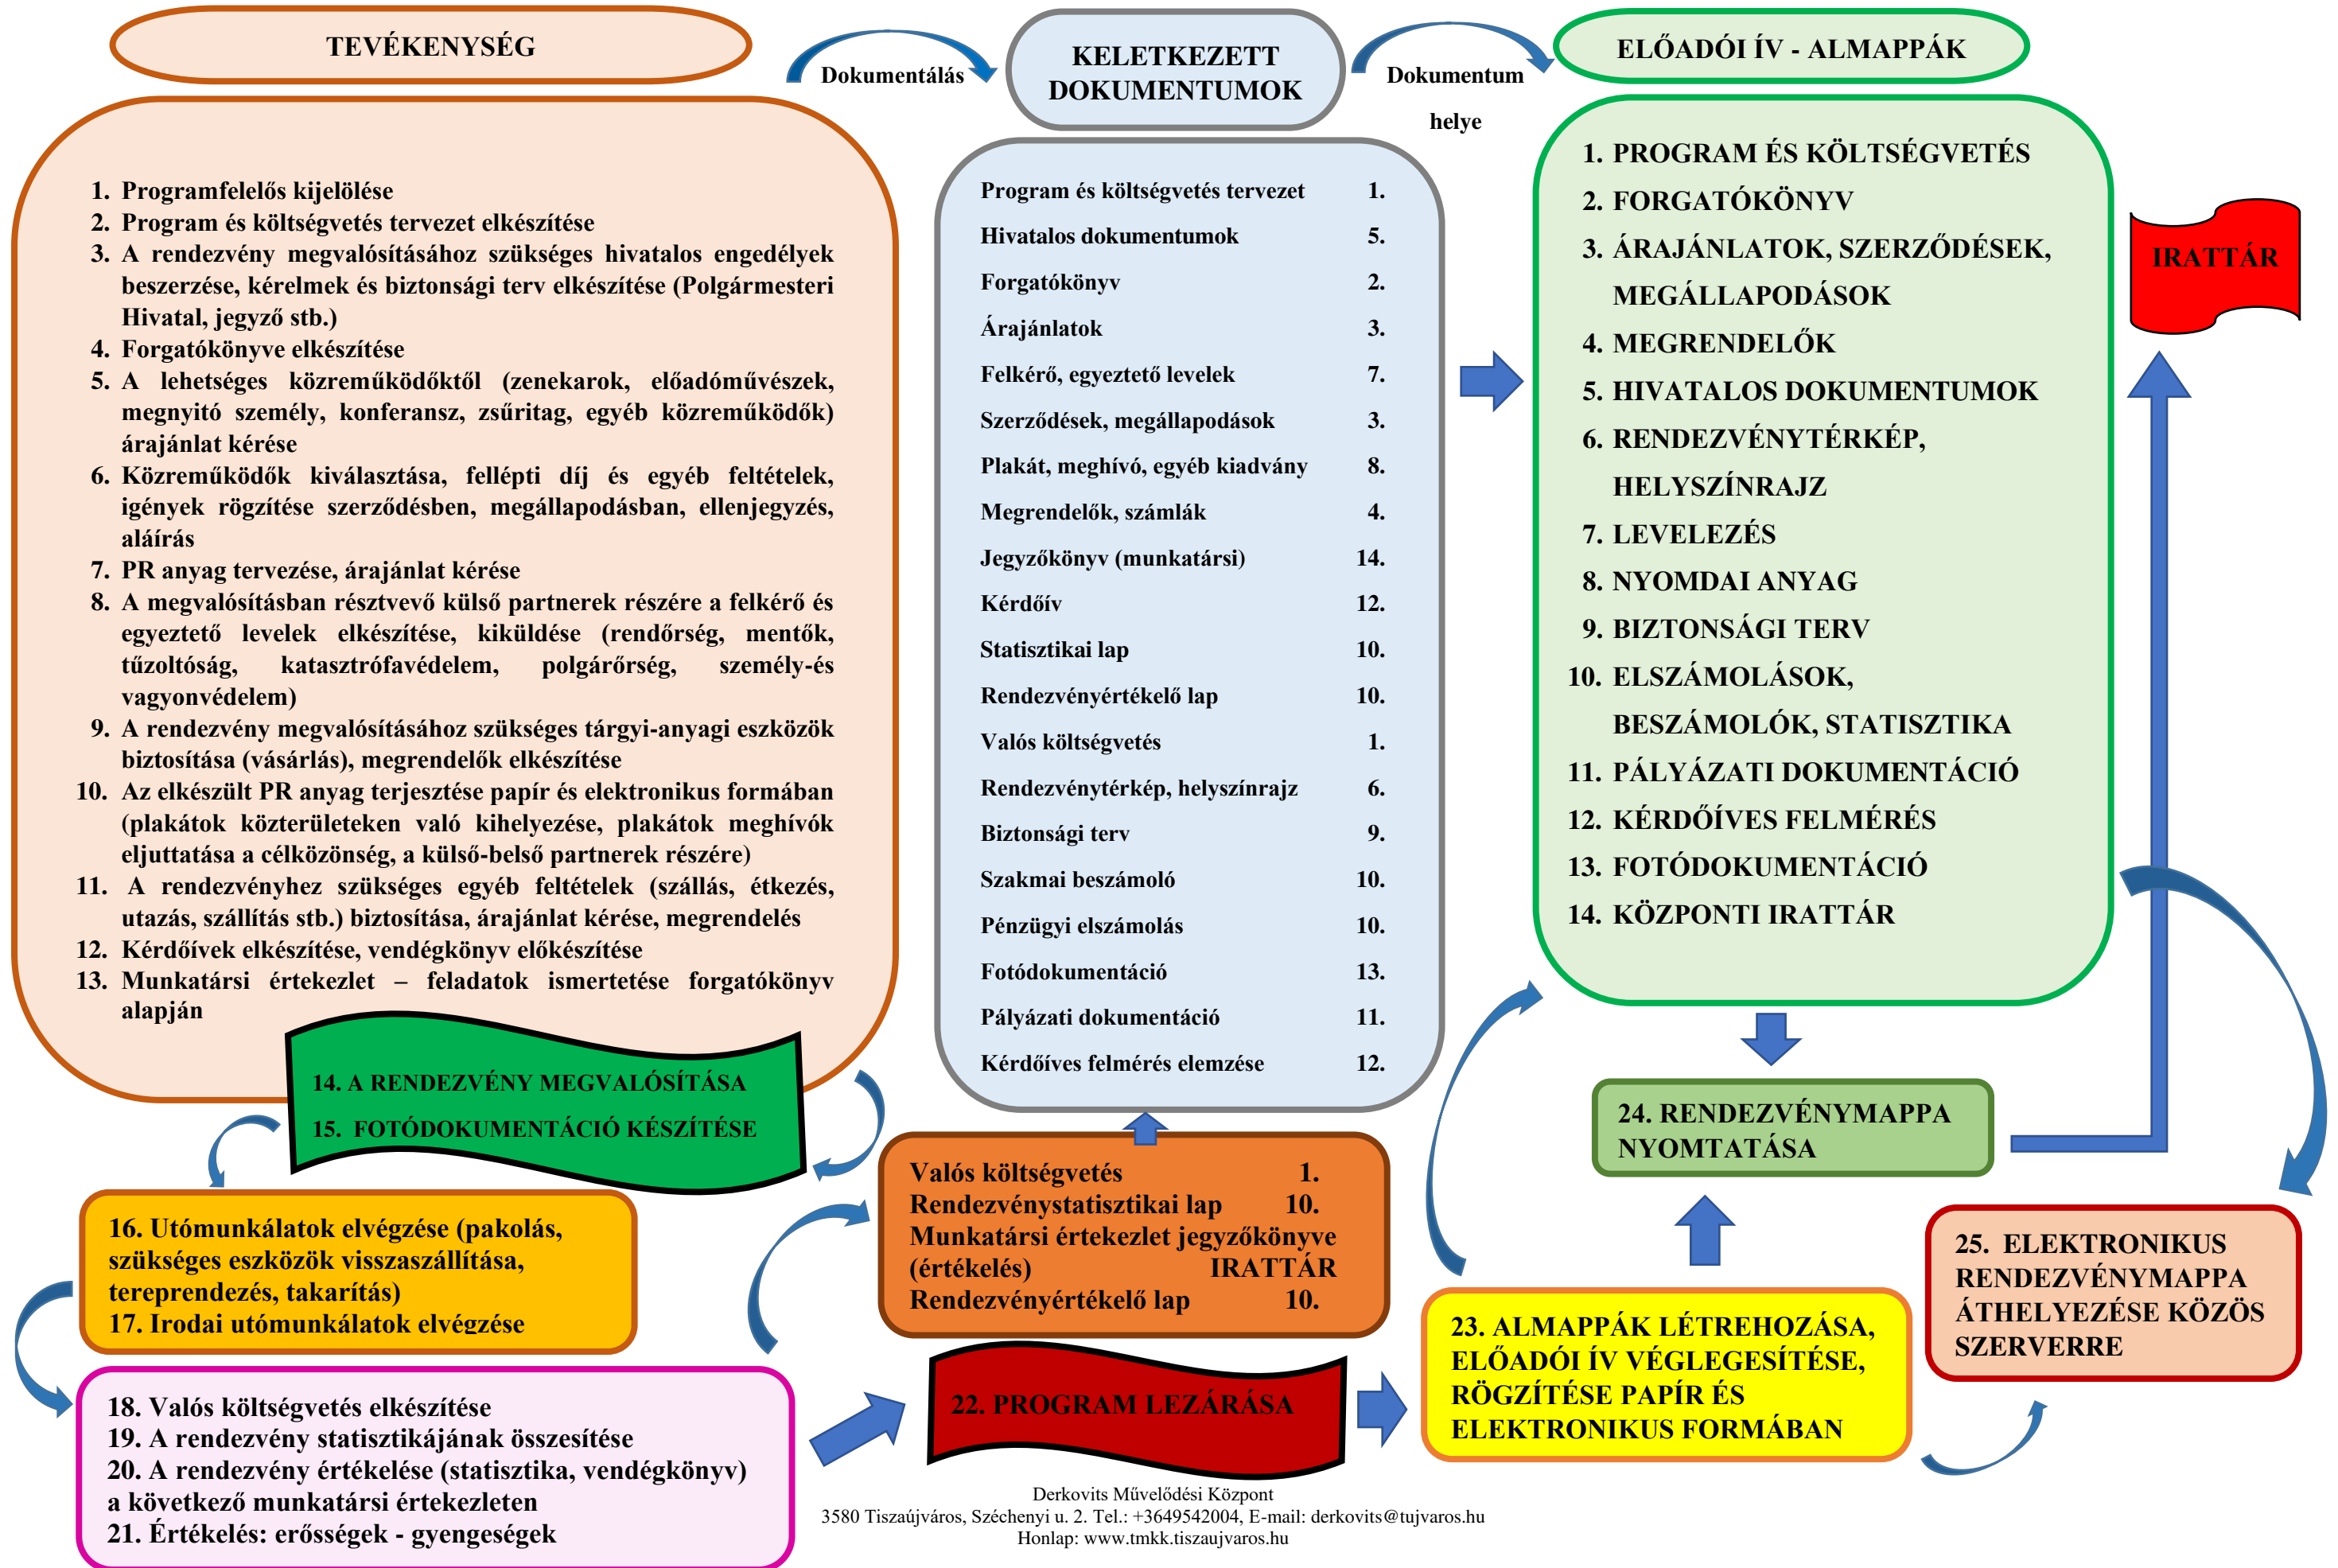 TEVÉKENYSÉG
Dokumentálás
KELETKEZETT
DOKUMENTUMOK
Dokumentum
helye
ELŐADÓI ÍV - ALMAPPÁK
1. Programfelelős kijelölése
2. Program és költségvetés tervezet elkészítése
3. A rendezvény megvalósításához szükséges hivatalos engedélyek
beszerzése, kérelmek és biztonsági terv elkészítése (Polgármesteri
Hivatal, jegyző stb.)
4. Forgatókönyve elkészítése
5. A lehetséges közreműködőktől (zenekarok, előadóművészek,
megnyitó személy, konferansz, zsűritag, egyéb közreműködők)
árajánlat kérése
6. Közreműködők kiválasztása, fellépti díj és egyéb feltételek,
igények rögzítése szerződésben, megállapodásban, ellenjegyzés,
aláírás
7. PR anyag tervezése, árajánlat kérése
8. A megvalósításban résztvevő külső partnerek részére a felkérő és
egyeztető levelek elkészítése, kiküldése (rendőrség, mentők,
tűzoltóság, katasztrófavédelem, polgárőrség, személy-és
vagyonvédelem)
9. A rendezvény megvalósításához szükséges tárgyi-anyagi eszközök
biztosítása (vásárlás), megrendelők elkészítése
10. Az elkészült PR anyag terjesztése papír és elektronikus formában
(plakátok közterületeken való kihelyezése, plakátok meghívók
eljuttatása a célközönség, a külső-belső partnerek részére)
11. A rendezvényhez szükséges egyéb feltételek (szállás, étkezés,
utazás, szállítás stb.) biztosítása, árajánlat kérése, megrendelés
12. Kérdőívek elkészítése, vendégkönyv előkészítése
13. Munkatársi értekezlet – feladatok ismertetése forgatókönyv
alapján
14. A RENDEZVÉNY MEGVALÓSÍTÁSA
15. FOTÓDOKUMENTÁCIÓ KÉSZÍTÉSE
16. Utómunkálatok elvégzése (pakolás,
szükséges eszközök visszaszállítása,
tereprendezés, takarítás)
17. Irodai utómunkálatok elvégzése
18. Valós költségvetés elkészítése
19. A rendezvény statisztikájának összesítése
20. A rendezvény értékelése (statisztika, vendégkönyv)
a következő munkatársi értekezleten
21. Értékelés: erősségek - gyengeségek
Program és költségvetés tervezet 1.
Hivatalos dokumentumok 5.
Forgatókönyv 2.
Árajánlatok 3.
Felkérő, egyeztető levelek 7.
Szerződések, megállapodások 3.
Plakát, meghívó, egyéb kiadvány 8.
Megrendelők, számlák 4.
Jegyzőkönyv (munkatársi) 14.
Kérdőív 12.
Statisztikai lap 10.
Rendezvényértékelő lap 10.
Valós költségvetés 1.
Rendezvénytérkép, helyszínrajz 6.
Biztonsági terv 9.
Szakmai beszámoló 10.
Pénzügyi elszámolás 10.
Fotódokumentáció 13.
Pályázati dokumentáció 11.
Kérdőíves felmérés elemzése 12.
Valós költségvetés 1.
Rendezvénystatisztikai lap 10.
Munkatársi értekezlet jegyzőkönyve
(értékelés) IRATTÁR
Rendezvényértékelő lap 10.
22. PROGRAM LEZÁRÁSA
1. PROGRAM ÉS KÖLTSÉGVETÉS
2. FORGATÓKÖNYV
3. ÁRAJÁNLATOK, SZERZŐDÉSEK,
MEGÁLLAPODÁSOK
4. MEGRENDELŐK
5. HIVATALOS DOKUMENTUMOK
6. RENDEZVÉNYTÉRKÉP,
HELYSZÍNRAJZ
7. LEVELEZÉS
8. NYOMDAI ANYAG
9. BIZTONSÁGI TERV
10. ELSZÁMOLÁSOK,
BESZÁMOLÓK, STATISZTIKA
11. PÁLYÁZATI DOKUMENTÁCIÓ
12. KÉRDŐÍVES FELMÉRÉS
13. FOTÓDOKUMENTÁCIÓ
14. KÖZPONTI IRATTÁR
IRATTÁR
24. RENDEZVÉNYMAPPA
NYOMTATÁSA
23. ALMAPPÁK LÉTREHOZÁSA,
ELŐADÓI ÍV VÉGLEGESÍTÉSE,
RÖGZÍTÉSE PAPÍR ÉS
ELEKTRONIKUS FORMÁBAN
25. ELEKTRONIKUS
RENDEZVÉNYMAPPA
ÁTHELYEZÉSE KÖZÖS
SZERVERRE
Derkovits Művelődési Központ
3580 Tiszaújváros, Széchenyi u. 2. Tel.: +3649542004, E-mail: derkovits@tujvaros.hu
Honlap: www.tmkk.tiszaujvaros.hu